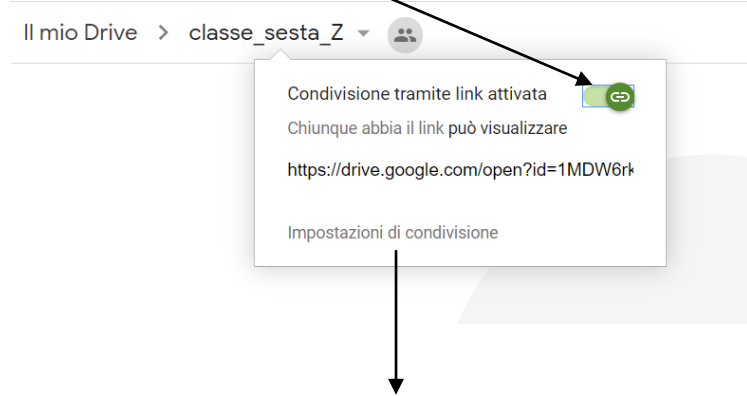 Il mio Drive > classe_sesta_Z
Condivisione tramite link attivata
Chiunque abbia il link può visualizzare
https://drive.google.com/open?id=1MDW6rk
Impostazioni di condivisione